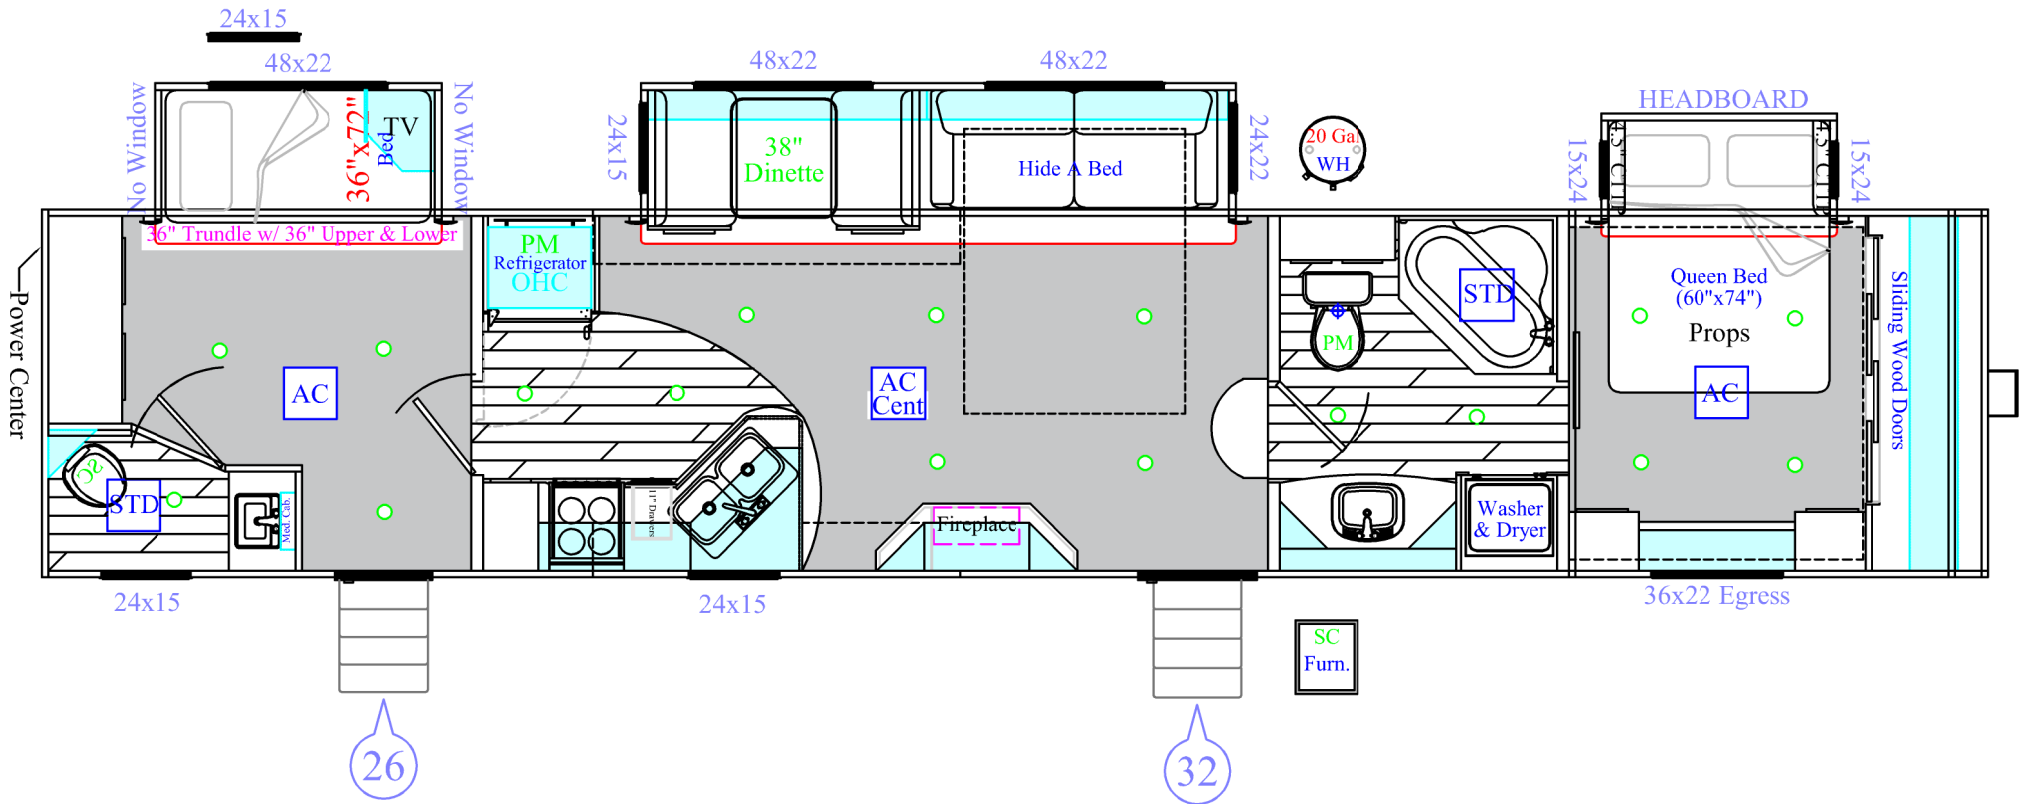 24x15
48x22
No Window
36"x72"
Bed
TV
No Window
36" Trundle w/ 36" Upper & Lower
48x22
48x22
24x15
38"
Dinette
Hide A Bed
24x22
20 Gal.
WH
HEADBOARD
15x24
15x24
PM
Refrigerator
OHC
STD
PM
Queen Bed
(60"x74")
Props
Sliding Wood Doors
Power Center
AC
AC
Cent
AC
SC
STD
Med. Cab.
11" Drawers
Fireplace
Washer
& Dryer
24x15
24x15
36x22 Egress
SC
Furn.
26
32